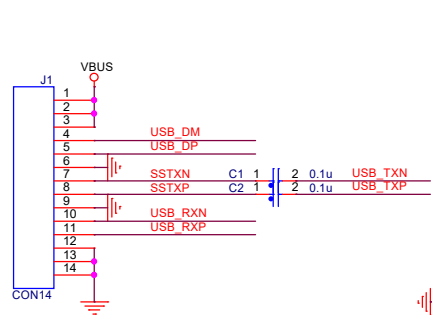 VBUS
J1
1
2
3
4 USB_DM
5 USB_DP
6
7 SSTXN C1 1 2 0.1u USB_TXN
8 SSTXP C2 1 2 0.1u USB_TXP
9
10 USB_RXN
11 USB_RXP
12
13
14
CON14